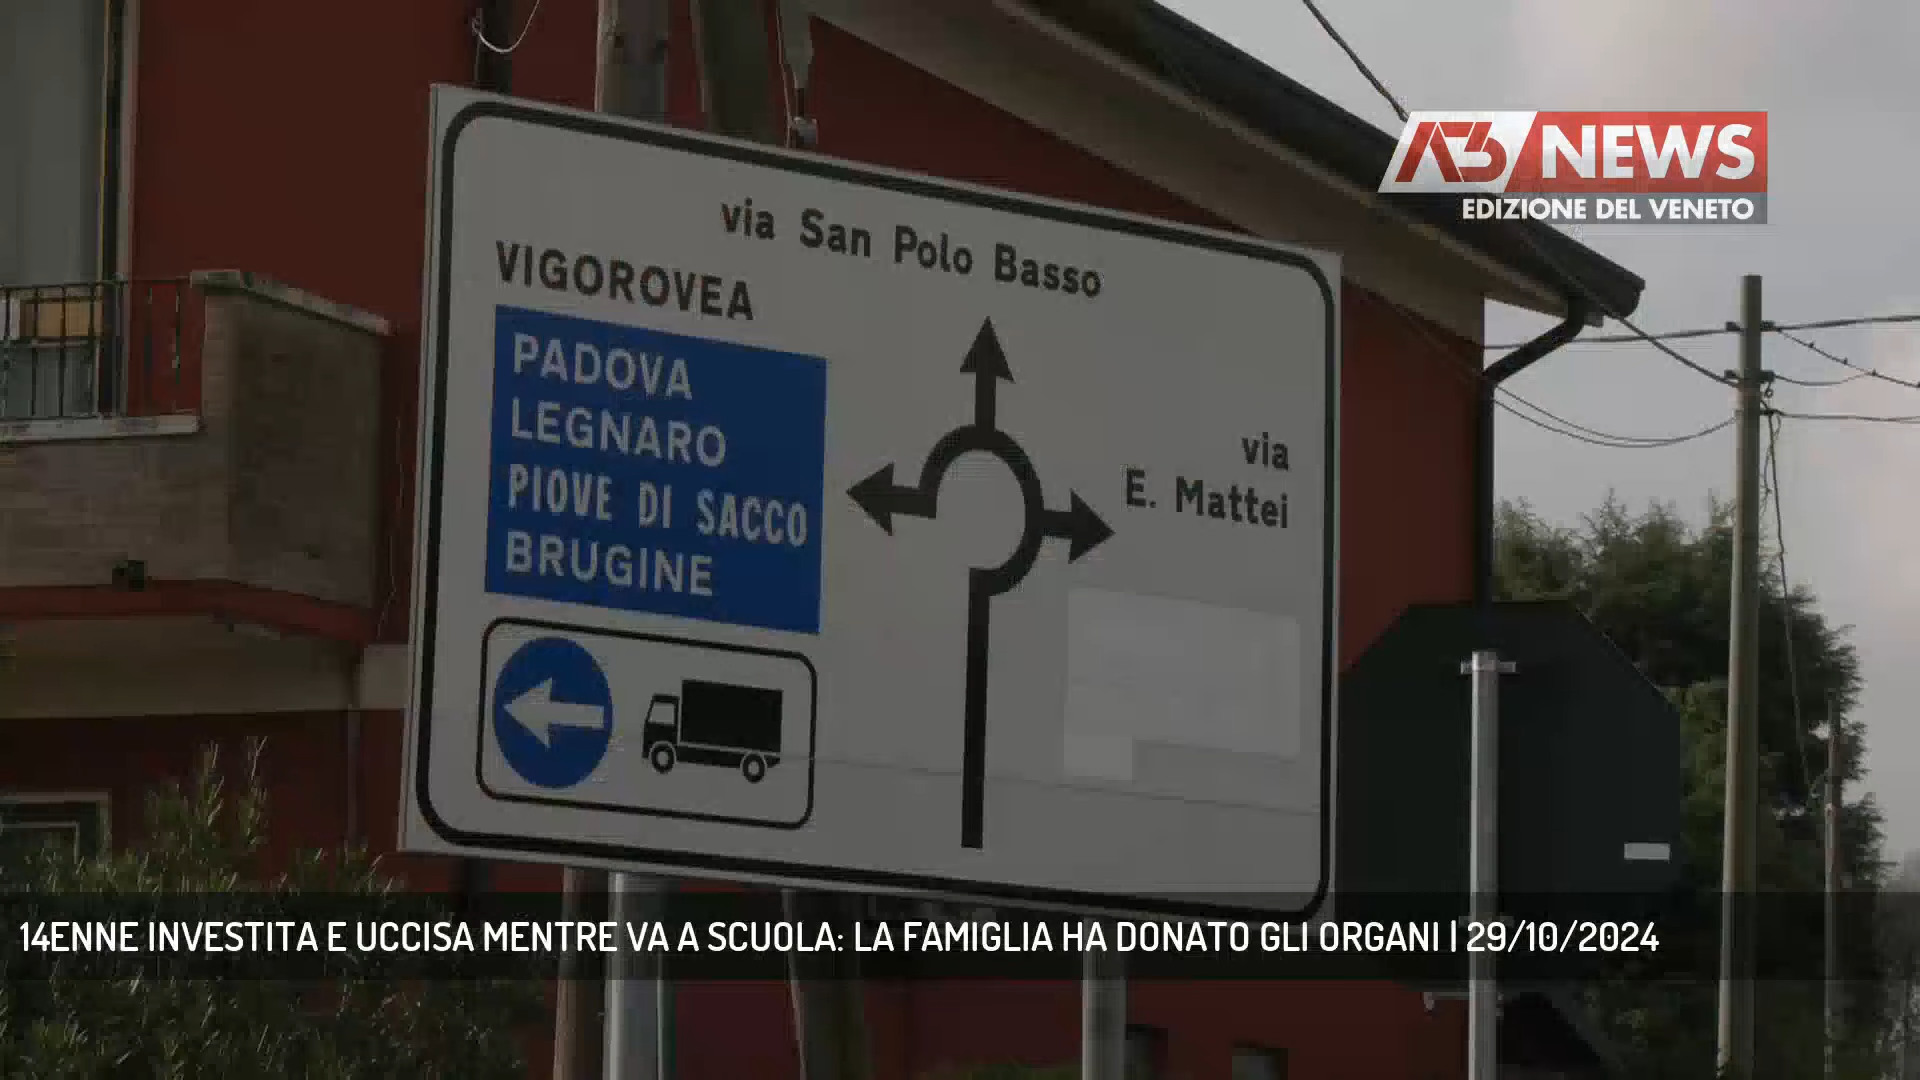 A3 NEWS
EDIZIONE DEL VENETO
via San Polo Basso
VIGOROVEA
PADOVA
LEGNARO
PIOVE DI SACCO
BRUGINE
via
E. Mattei
14ENNE INVESTITA E UCCISA MENTRE VA A SCUOLA: LA FAMIGLIA HA DONATO GLI ORGANI | 29/10/2024